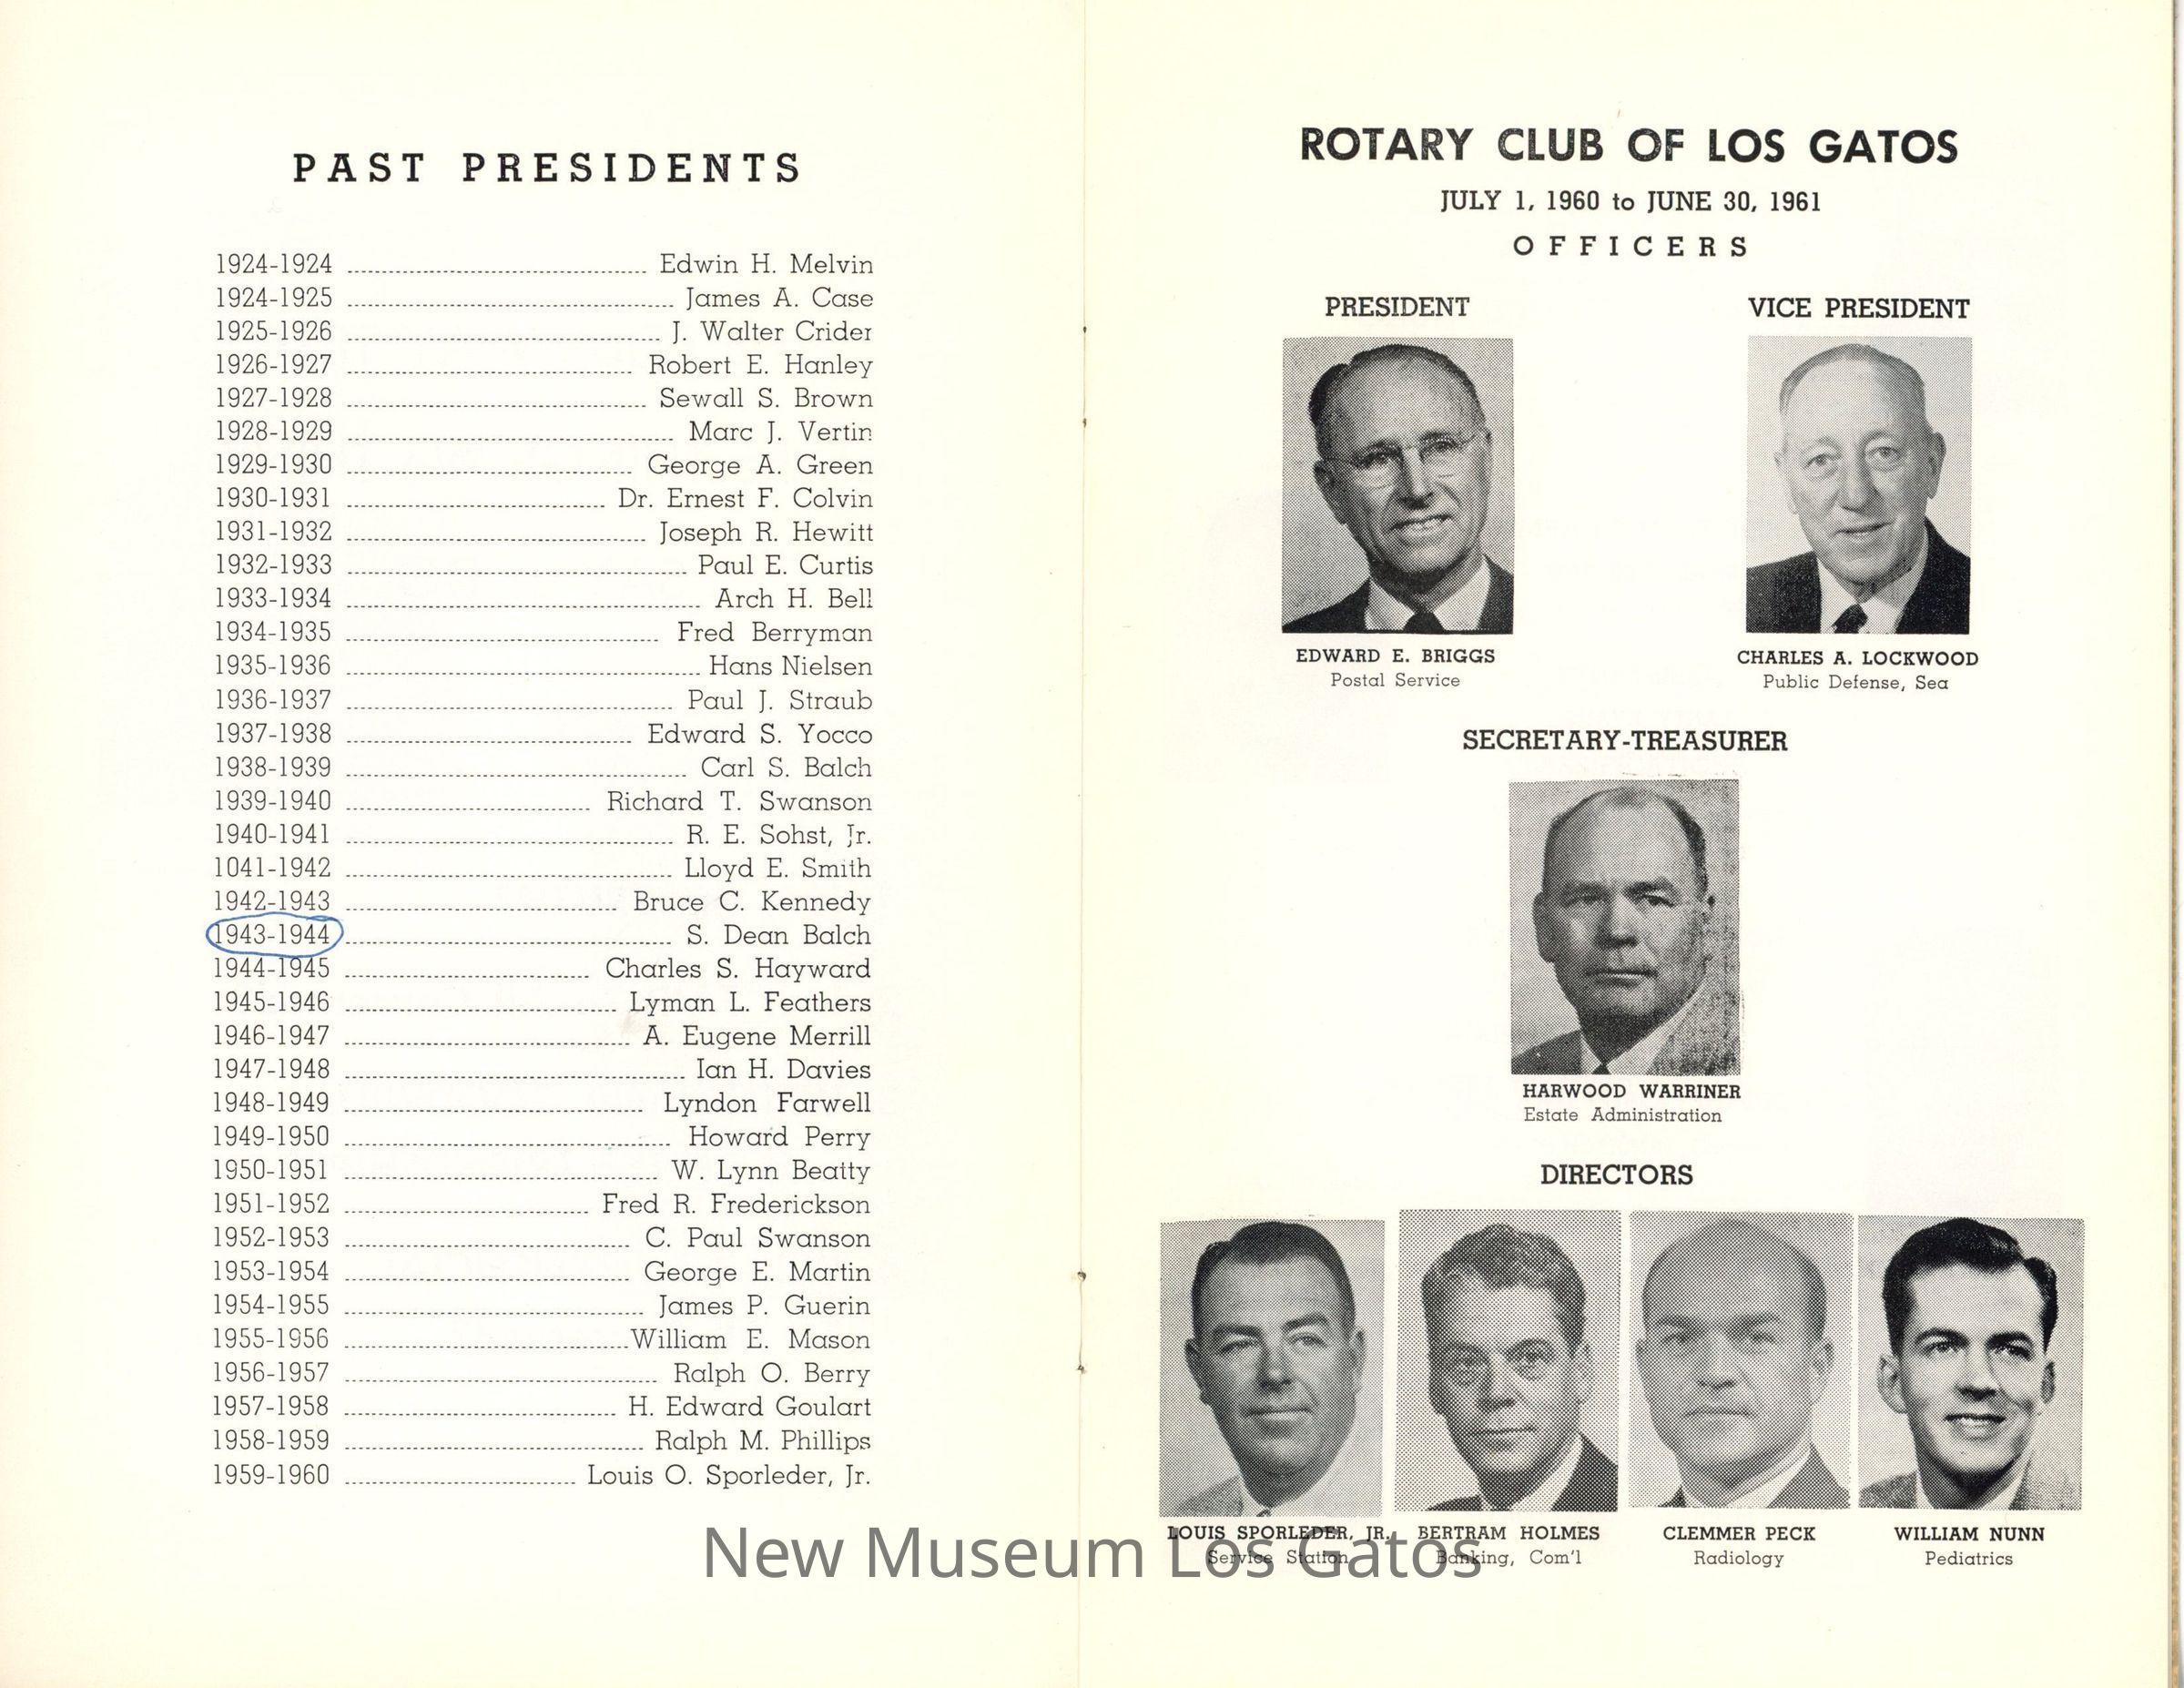 PAST PRESIDENTS
1924-1924 Edwin H. Melvin
1924-1925 James A. Case
1925-1926 J. Walter Crider
1926-1927 Robert E. Hanley
1927-1928 Sewall S. Brown
1928-1929 Marc J. Vertin
1929-1930 George A. Green
1930-1931 Dr. Ernest F. Colvin
1931-1932 Joseph R. Hewitt
1932-1933 Paul E. Curtis
1933-1934 Arch H. Bell
1934-1935 Fred Berryman
1935-1936 Hans Nielsen
1936-1937 Paul J. Straub
1937-1938 Edward S. Yocco
1938-1939 Carl S. Balch
1939-1940 Richard T. Swanson
1940-1941 R. E. Sohst, Jr.
1041-1942 Lloyd E. Smith
1942-1943 Bruce C. Kennedy
1943-1944 S. Dean Balch
1944-1945 Charles S. Hayward
1945-1946 Lyman L. Feathers
1946-1947 A. Eugene Merrill
1947-1948 Ian H. Davies
1948-1949 Lyndon Farwell
1949-1950 Howard Perry
1950-1951 W. Lynn Beatty
1951-1952 Fred R. Frederickson
1952-1953 C. Paul Swanson
1953-1954 George E. Martin
1954-1955 James P. Guerin
1955-1956 William E. Mason
1956-1957 Ralph O. Berry
1957-1958 H. Edward Goulart
1958-1959 Ralph M. Phillips
1959-1960 Louis O. Sporleder, Jr.
ROTARY CLUB OF LOS GATOS
JULY 1, 1960 to JUNE 30, 1961
OFFICERS
PRESIDENT
EDWARD E. BRIGGS
Postal Service
VICE PRESIDENT
CHARLES A. LOCKWOOD
Public Defense, Sea
SECRETARY-TREASURER
HARWOOD WARRINER
Estate Administration
DIRECTORS
LOUIS SPORLEDER, JR.
Service Station
BERTRAM HOLMES
Banking, Com'l
CLEMMER PECK
Radiology
WILLIAM NUNN
Pediatrics
New Museum Los Gatos